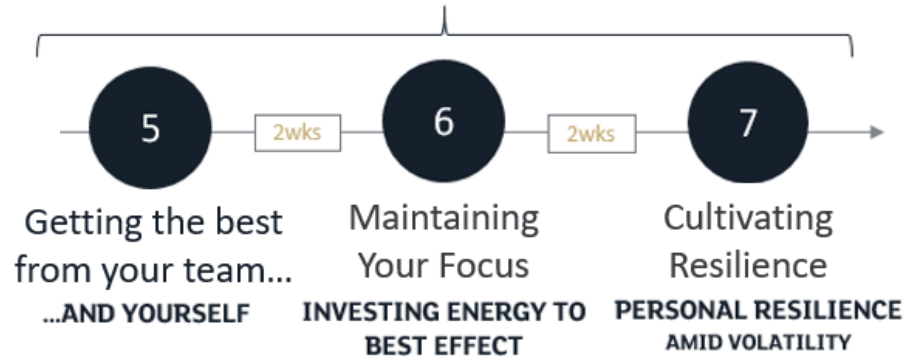 5
2wks
6
2wks
7
Getting the best
from your team...
...AND YOURSELF
Maintaining
Your Focus
INVESTING ENERGY TO
BEST EFFECT
Cultivating
Resilience
PERSONAL RESILIENCE
AMID VOLATILITY